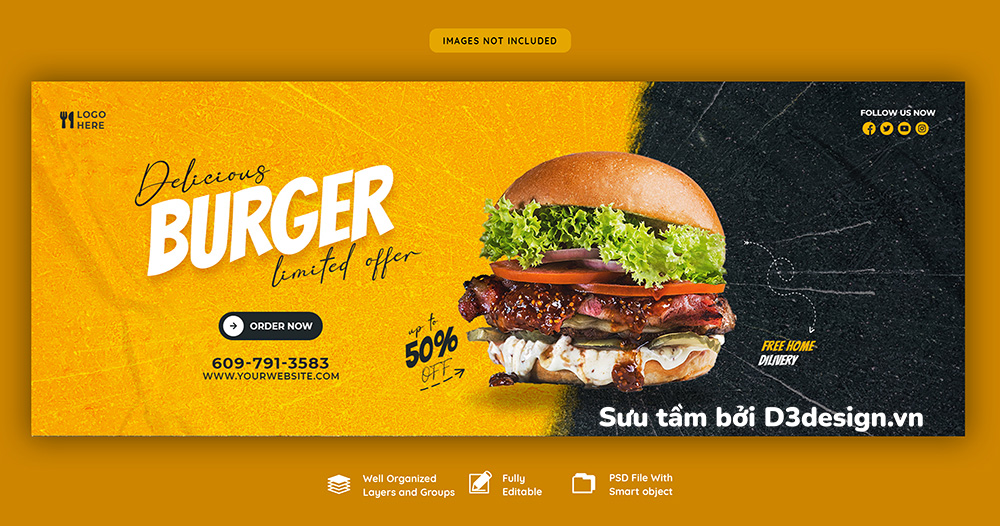 IMAGES NOT INCLUDED
LOGO
HERE
FOLLOW US NOW
Delicious
BURGER
limited offer
ORDER NOW
609-791-3583
WWW.YOURWEBSITE.COM
up to
50%
OFF
FREE HOME
DILIVERY
Sưu tầm bởi D3design.vn
Well Organized
Layers and Groups
Fully
Editable
PSD File With
Smart object